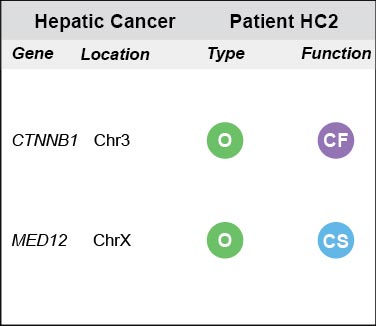 Hepatic Cancer Patient HC2
Gene Location Type Function
CTNNB1 Chr3 O CF
MED12 ChrX O CS